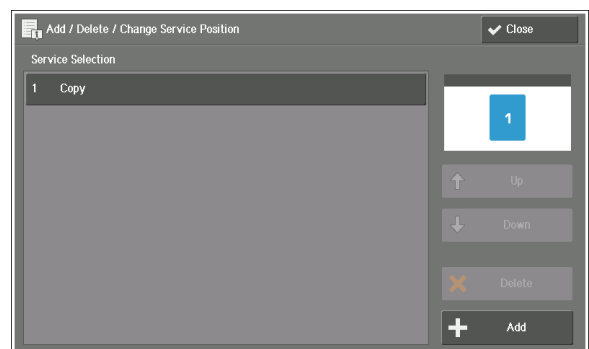 Add / Delete / Change Service Position
Close
Service Selection
1 Copy
1
Up
Down
Delete
Add